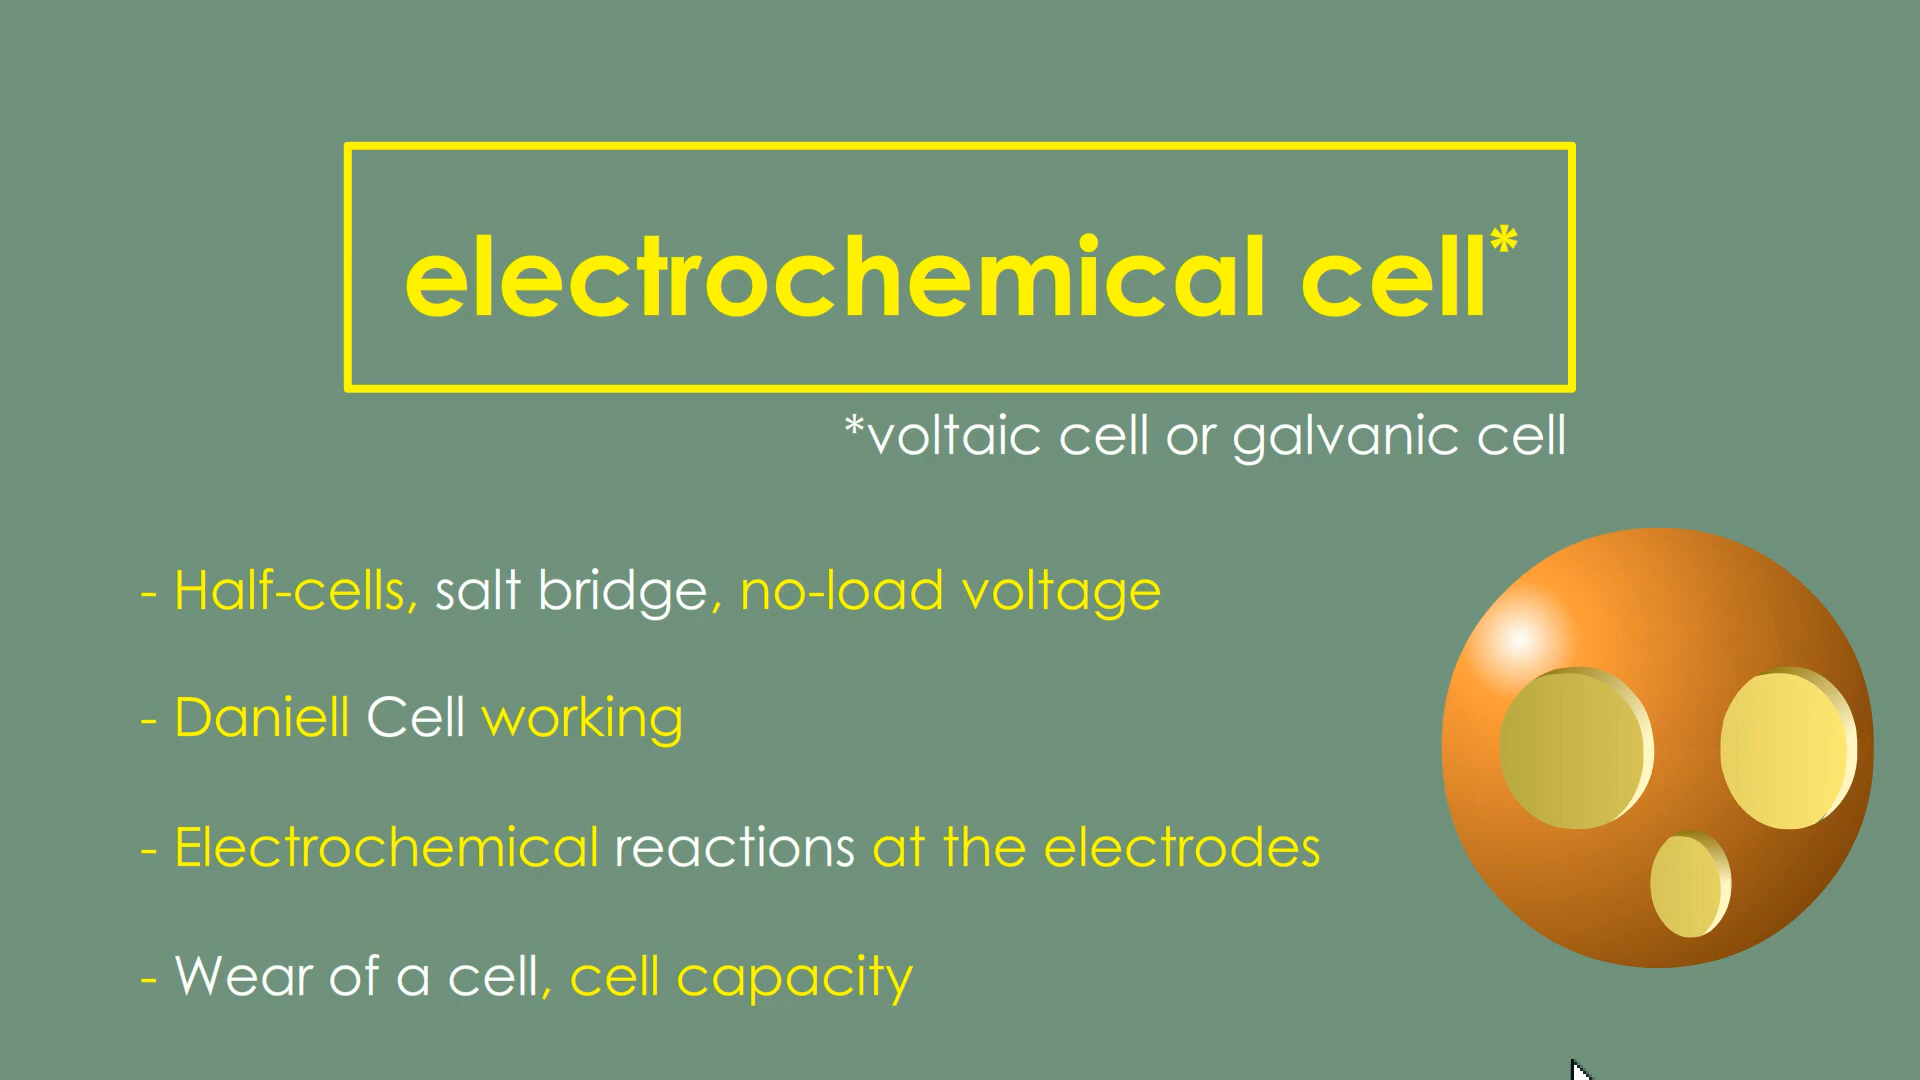 electrochemical cell*
*voltaic cell or galvanic cell
- Half-cells, salt bridge, no-load voltage
- Daniell Cell working
- Electrochemical reactions at the electrodes
- Wear of a cell, cell capacity